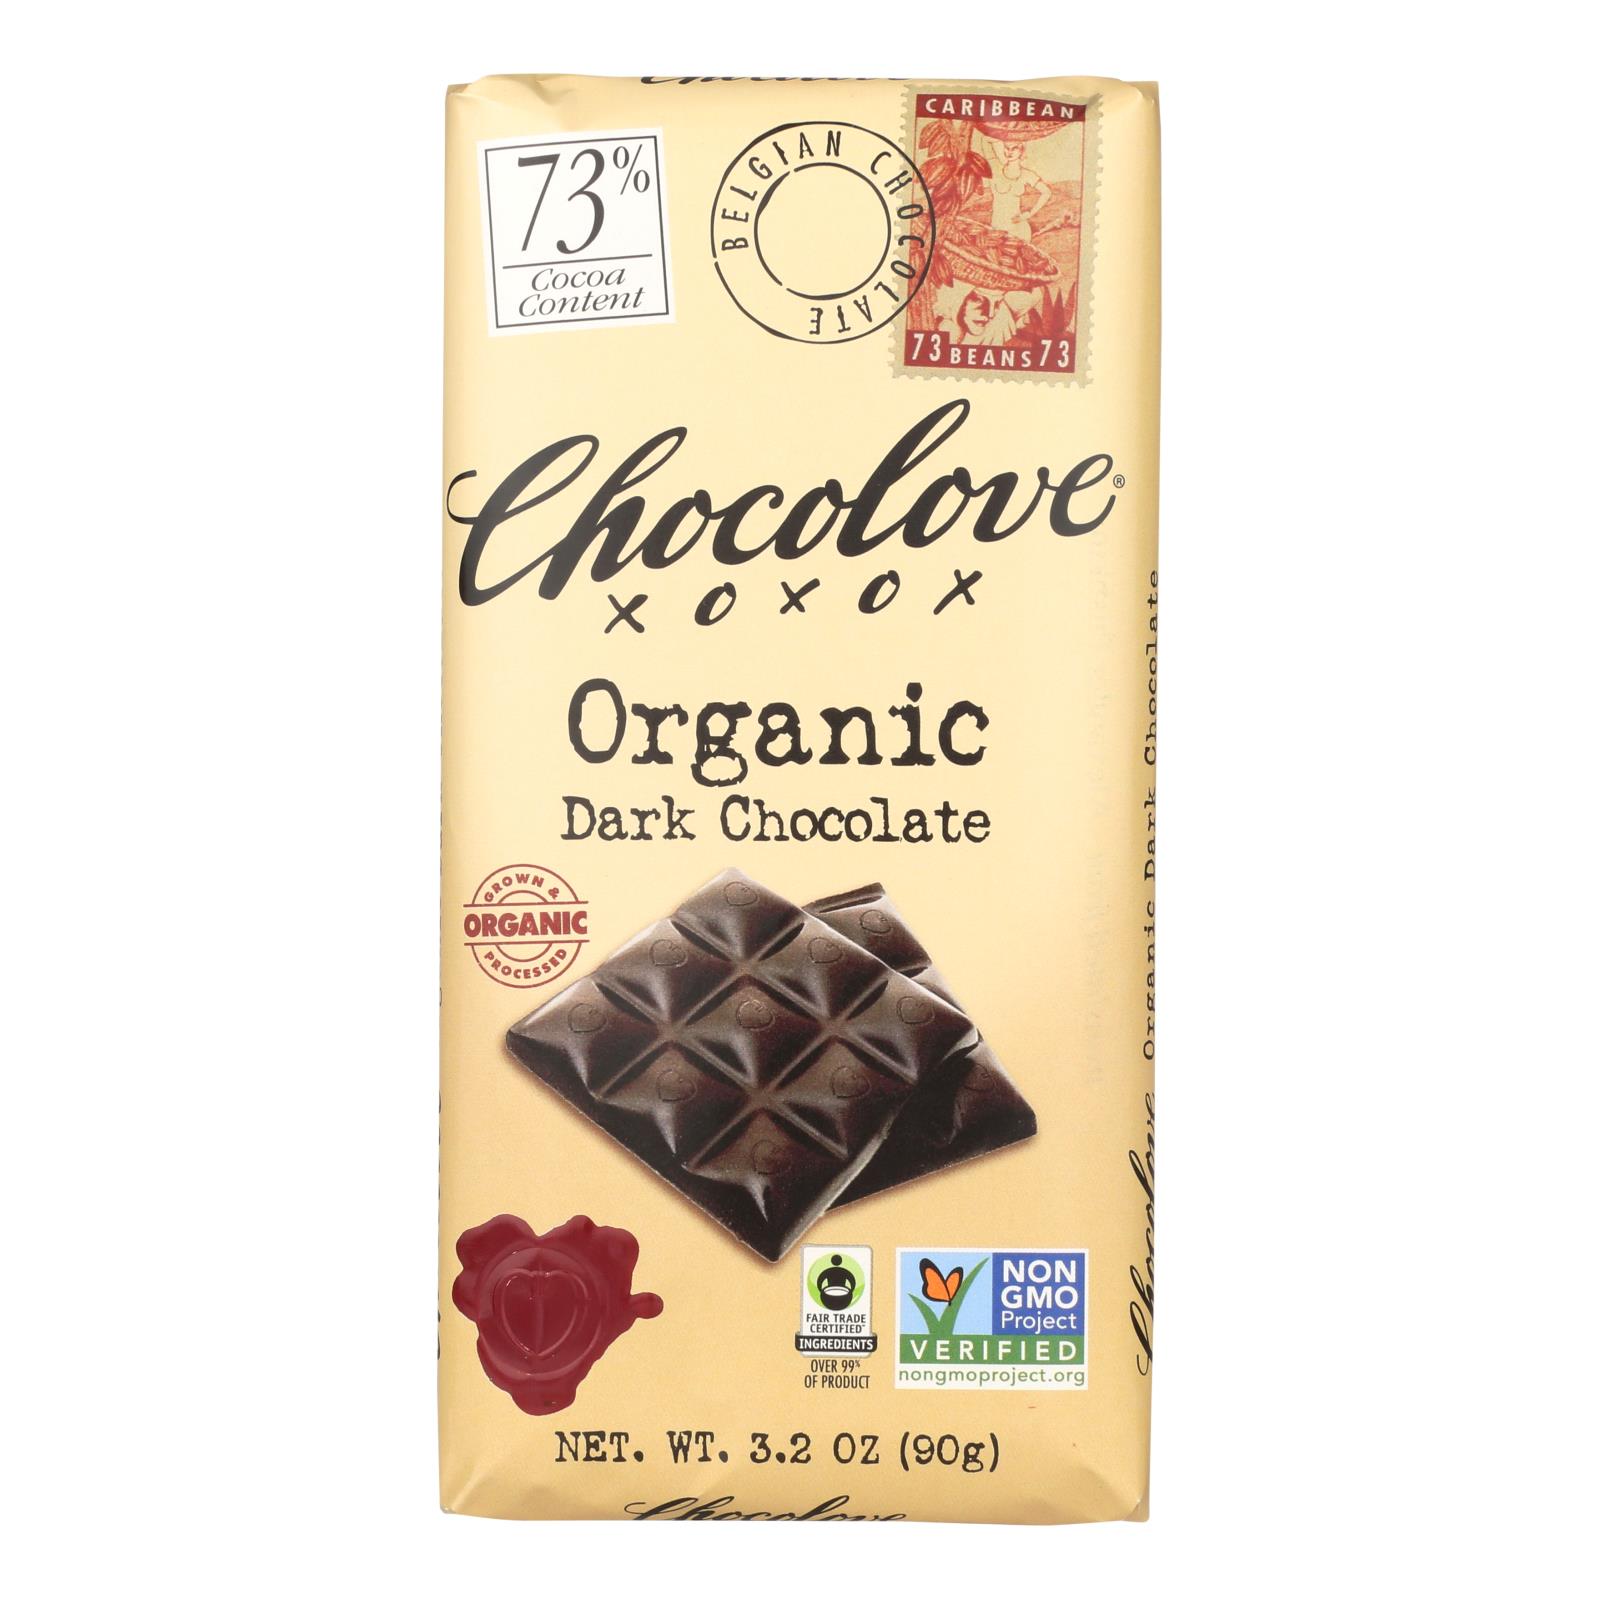 73%
Cocoa
Content
BELGIAN CHOCOLATE
CARIBBEAN
73 BEANS 73
Chocolove®
xoxox
Organic
Dark Chocolate
GROWN &
ORGANIC
PROCESSED
FAIR TRADE
CERTIFIED™
INGREDIENTS
OVER 99%
OF PRODUCT
NON
GMO
Project
VERIFIED
nongmoproject.org
NET. WT. 3.2 OZ (90g)
Chocolove
Chocolove Organic Dark Chocolate